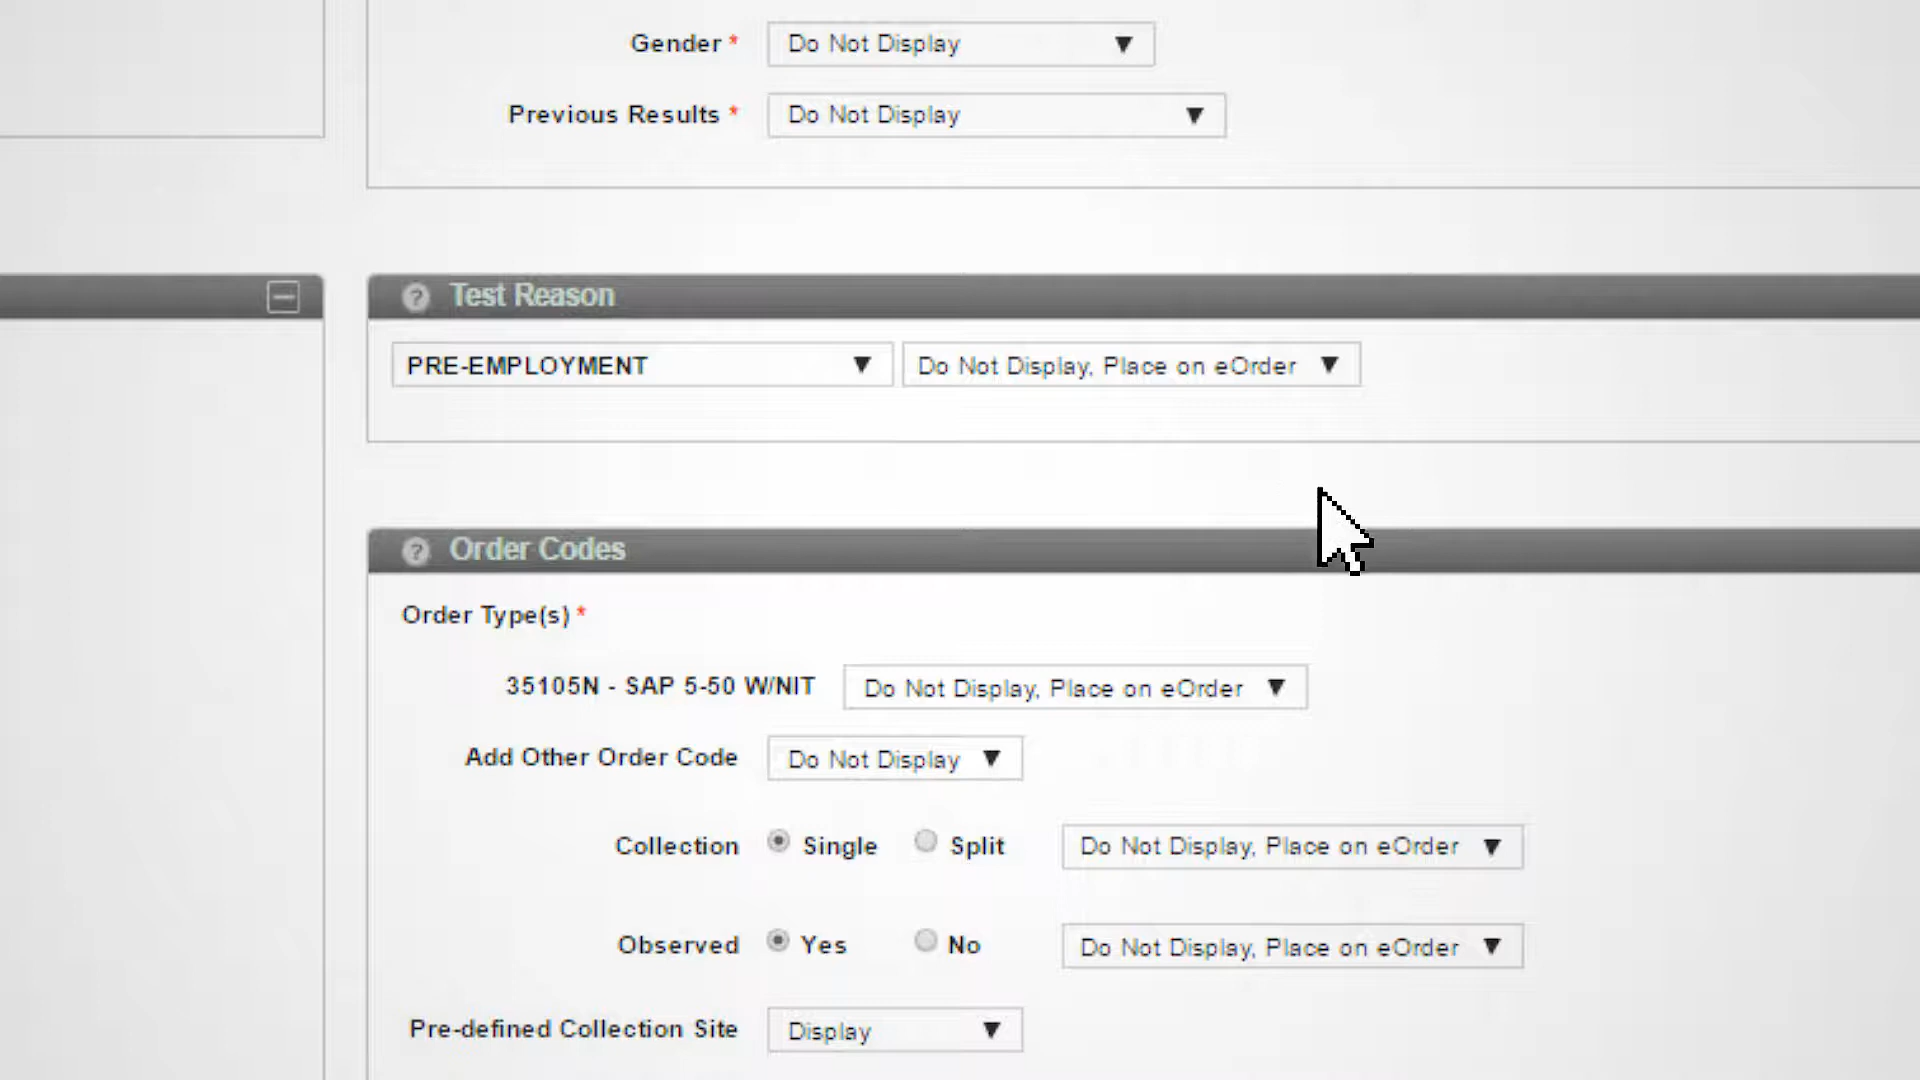 Gender * Do Not Display ▼
Previous Results * Do Not Display ▼
? Test Reason
PRE-EMPLOYMENT ▼ Do Not Display, Place on eOrder ▼
? Order Codes
Order Type(s) *
35105N - SAP 5-50 W/NIT Do Not Display, Place on eOrder ▼
Add Other Order Code Do Not Display ▼
Collection Single Split Do Not Display, Place on eOrder ▼
Observed Yes No Do Not Display, Place on eOrder ▼
Pre-defined Collection Site Display ▼